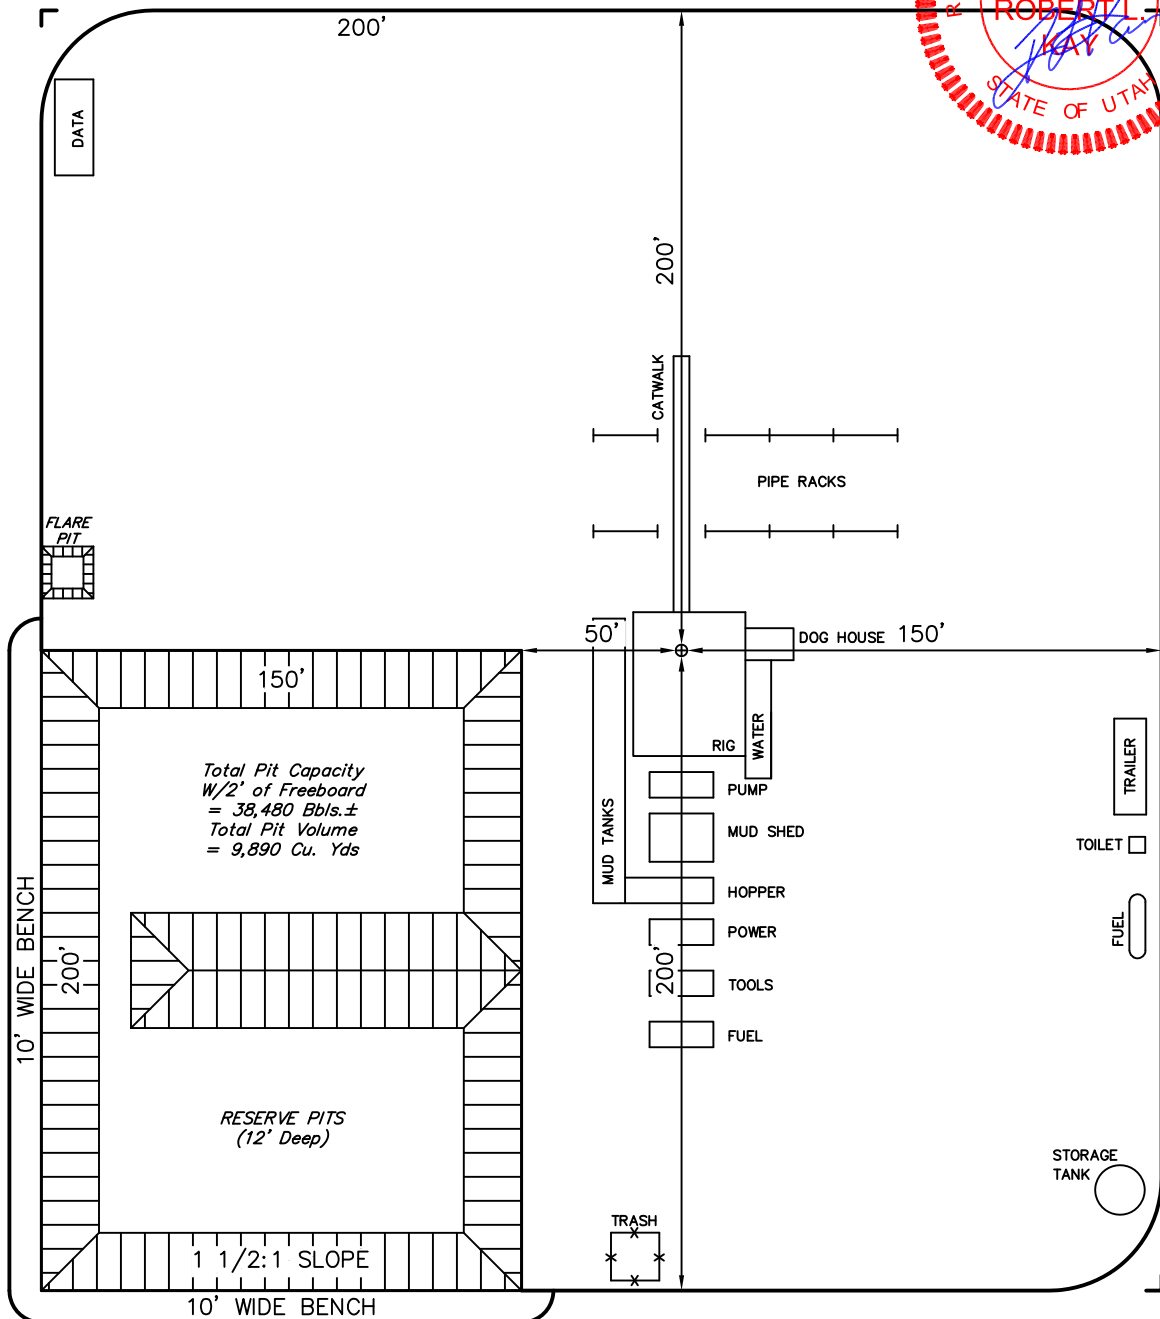 200'
R
ROBERT L.
KAY
STATE OF UTAH
DATA
200'
CATWALK
PIPE RACKS
FLARE
PIT
50'
DOG HOUSE
150'
150'
RIG
WATER
Total Pit Capacity
W/2' of Freeboard
= 38,480 Bbls.±
Total Pit Volume
= 9,890 Cu. Yds
MUD TANKS
PUMP
MUD SHED
HOPPER
POWER
TOOLS
FUEL
200'
TRAILER
TOILET
FUEL
10' WIDE BENCH
200'
RESERVE PITS
(12' Deep)
STORAGE
TANK
TRASH
1 1/2:1 SLOPE
10' WIDE BENCH